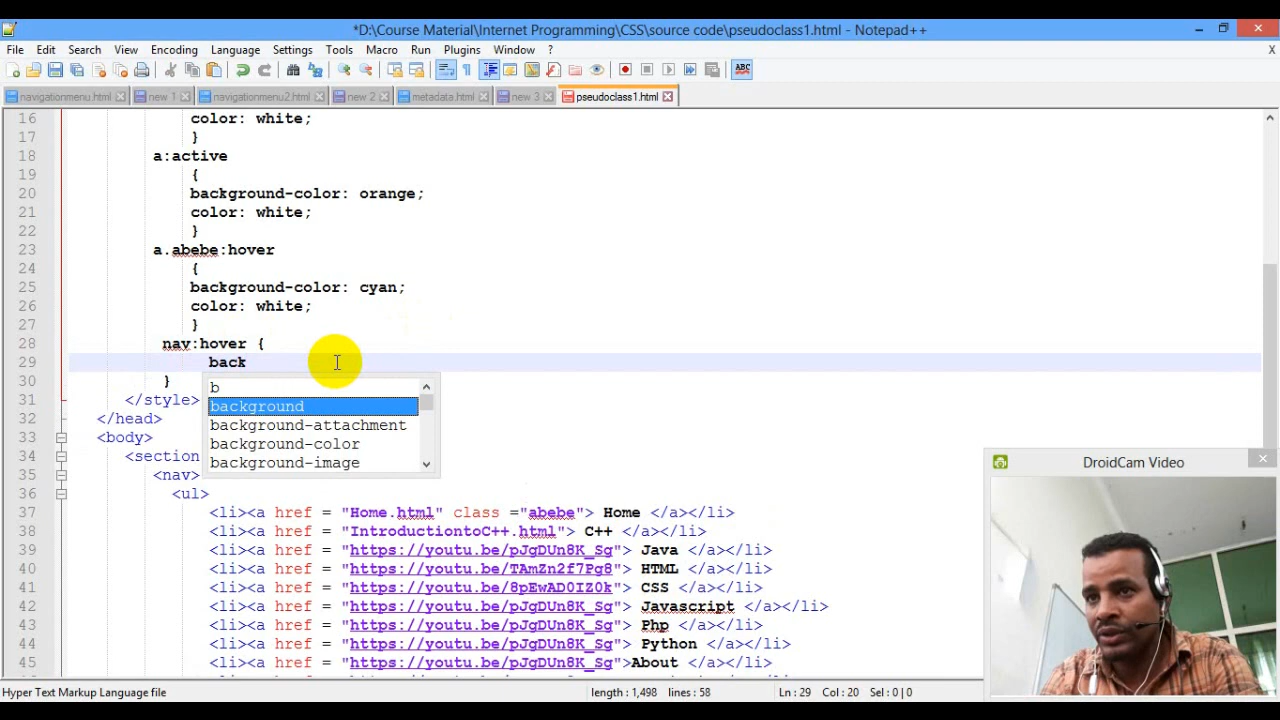 *D:\Course Material\Internet Programming\CSS\source code\pseudoclass1.html - Notepad++
File Edit Search View Encoding Language Settings Tools Macro Run Plugins Window ? X
navigationmenu.html new 1 navigationmenu2.html new 2 metadata.html new 3 pseudoclass1.html
16 color: white;
17 }
18 a:active
19 {
20 background-color: orange;
21 color: white;
22 }
23 a.abebe:hover
24 {
25 background-color: cyan;
26 color: white;
27 }
28 nav:hover {
29 back
30 }
b
background
background-attachment
background-color
background-image
31 </style>
32 </head>
33 <body>
34 <section
35 <nav>
36 <ul>
37 <li><a href = "Home.html" class ="abebe"> Home </a></li>
38 <li><a href = "IntroductiontoC++.html"> C++ </a></li>
39 <li><a href = "https://youtu.be/pJgDUn8K_Sg"> Java </a></li>
40 <li><a href = "https://youtu.be/TAmZn2f7Pg8"> HTML </a></li>
41 <li><a href = "https://youtu.be/8pEwAD0IZ0k"> CSS </a></li>
42 <li><a href = "https://youtu.be/pJgDUn8K_Sg"> Javascript </a></li>
43 <li><a href = "https://youtu.be/pJgDUn8K_Sg"> Php </a></li>
44 <li><a href = "https://youtu.be/pJgDUn8K_Sg"> Python </a></li>
45 <li><a href = "https://youtu.be/pJgDUn8K_Sg">About </a></li>
DroidCam Video
Hyper Text Markup Language file length : 1,498 lines : 58 Ln : 29 Col : 20 Sel : 0 | 0